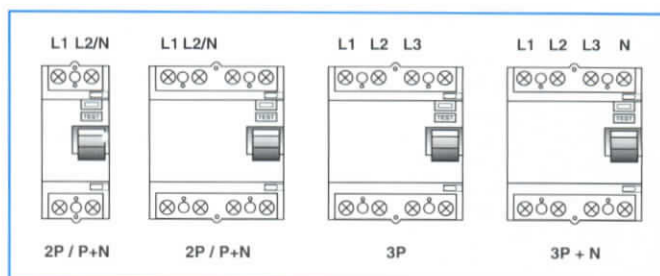 L1 L2/N
L1 L2/N
L1 L2 L3
L1 L2 L3 N
TEST
TEST
TEST
TEST
2P / P+N
2P / P+N
3P
3P + N